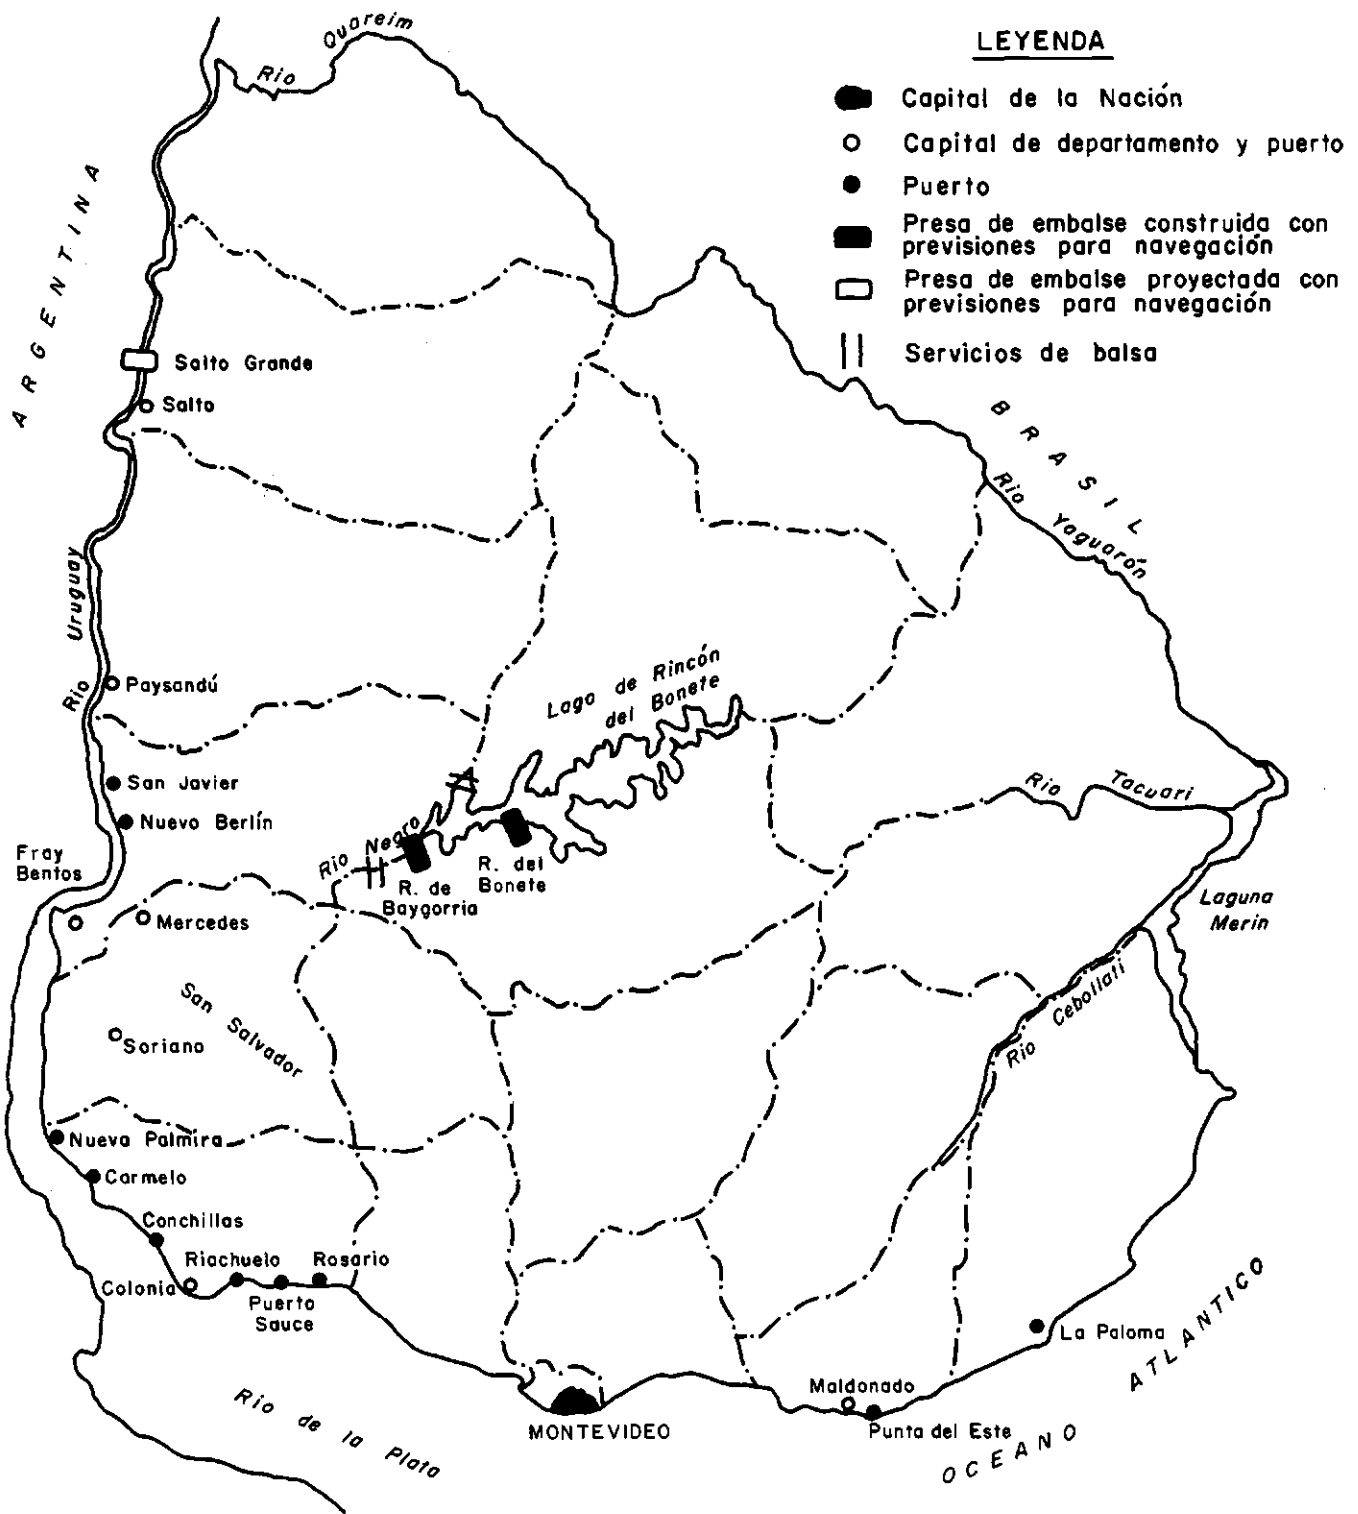 LEYENDA
Capital de la Nación
Capital de departamento y puerto
Puerto
Presa de embalse construida con
previsiones para navegación
Presa de embalse proyectada con
previsiones para navegación
Servicios de balsa
Rio Quareim
ARGENTINA
Salto Grande
Salto
BRASIL
Rio Yaguarón
Rio Uruguay
Paysandú
Lago de Rincón
del Bonete
San Javier
Nuevo Berlín
Rio Tacuari
Fray
Bentos
Rio Negro
R. de
Baygorria
R. del
Bonete
Mercedes
Laguna
Merin
San Salvador
Soriano
Rio Cebollati
Nueva Palmira
Carmelo
Conchillas
Riachuelo
Rosario
Colonia
Puerto
Sauce
La Paloma
Maldonado
Punta del Este
MONTEVIDEO
Rio de la Plata
OCEANO ATLANTICO